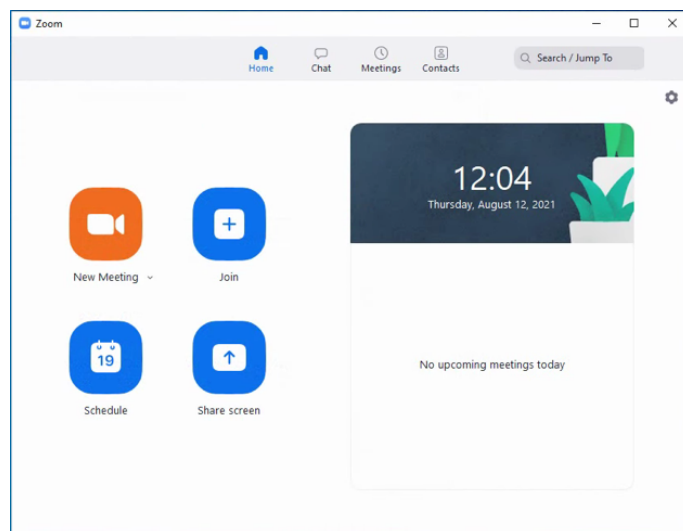 Zoom
Home
Chat
Meetings
Contacts
Search / Jump To
12:04
Thursday, August 12, 2021
New Meeting
Join
19
Schedule
Share screen
No upcoming meetings today